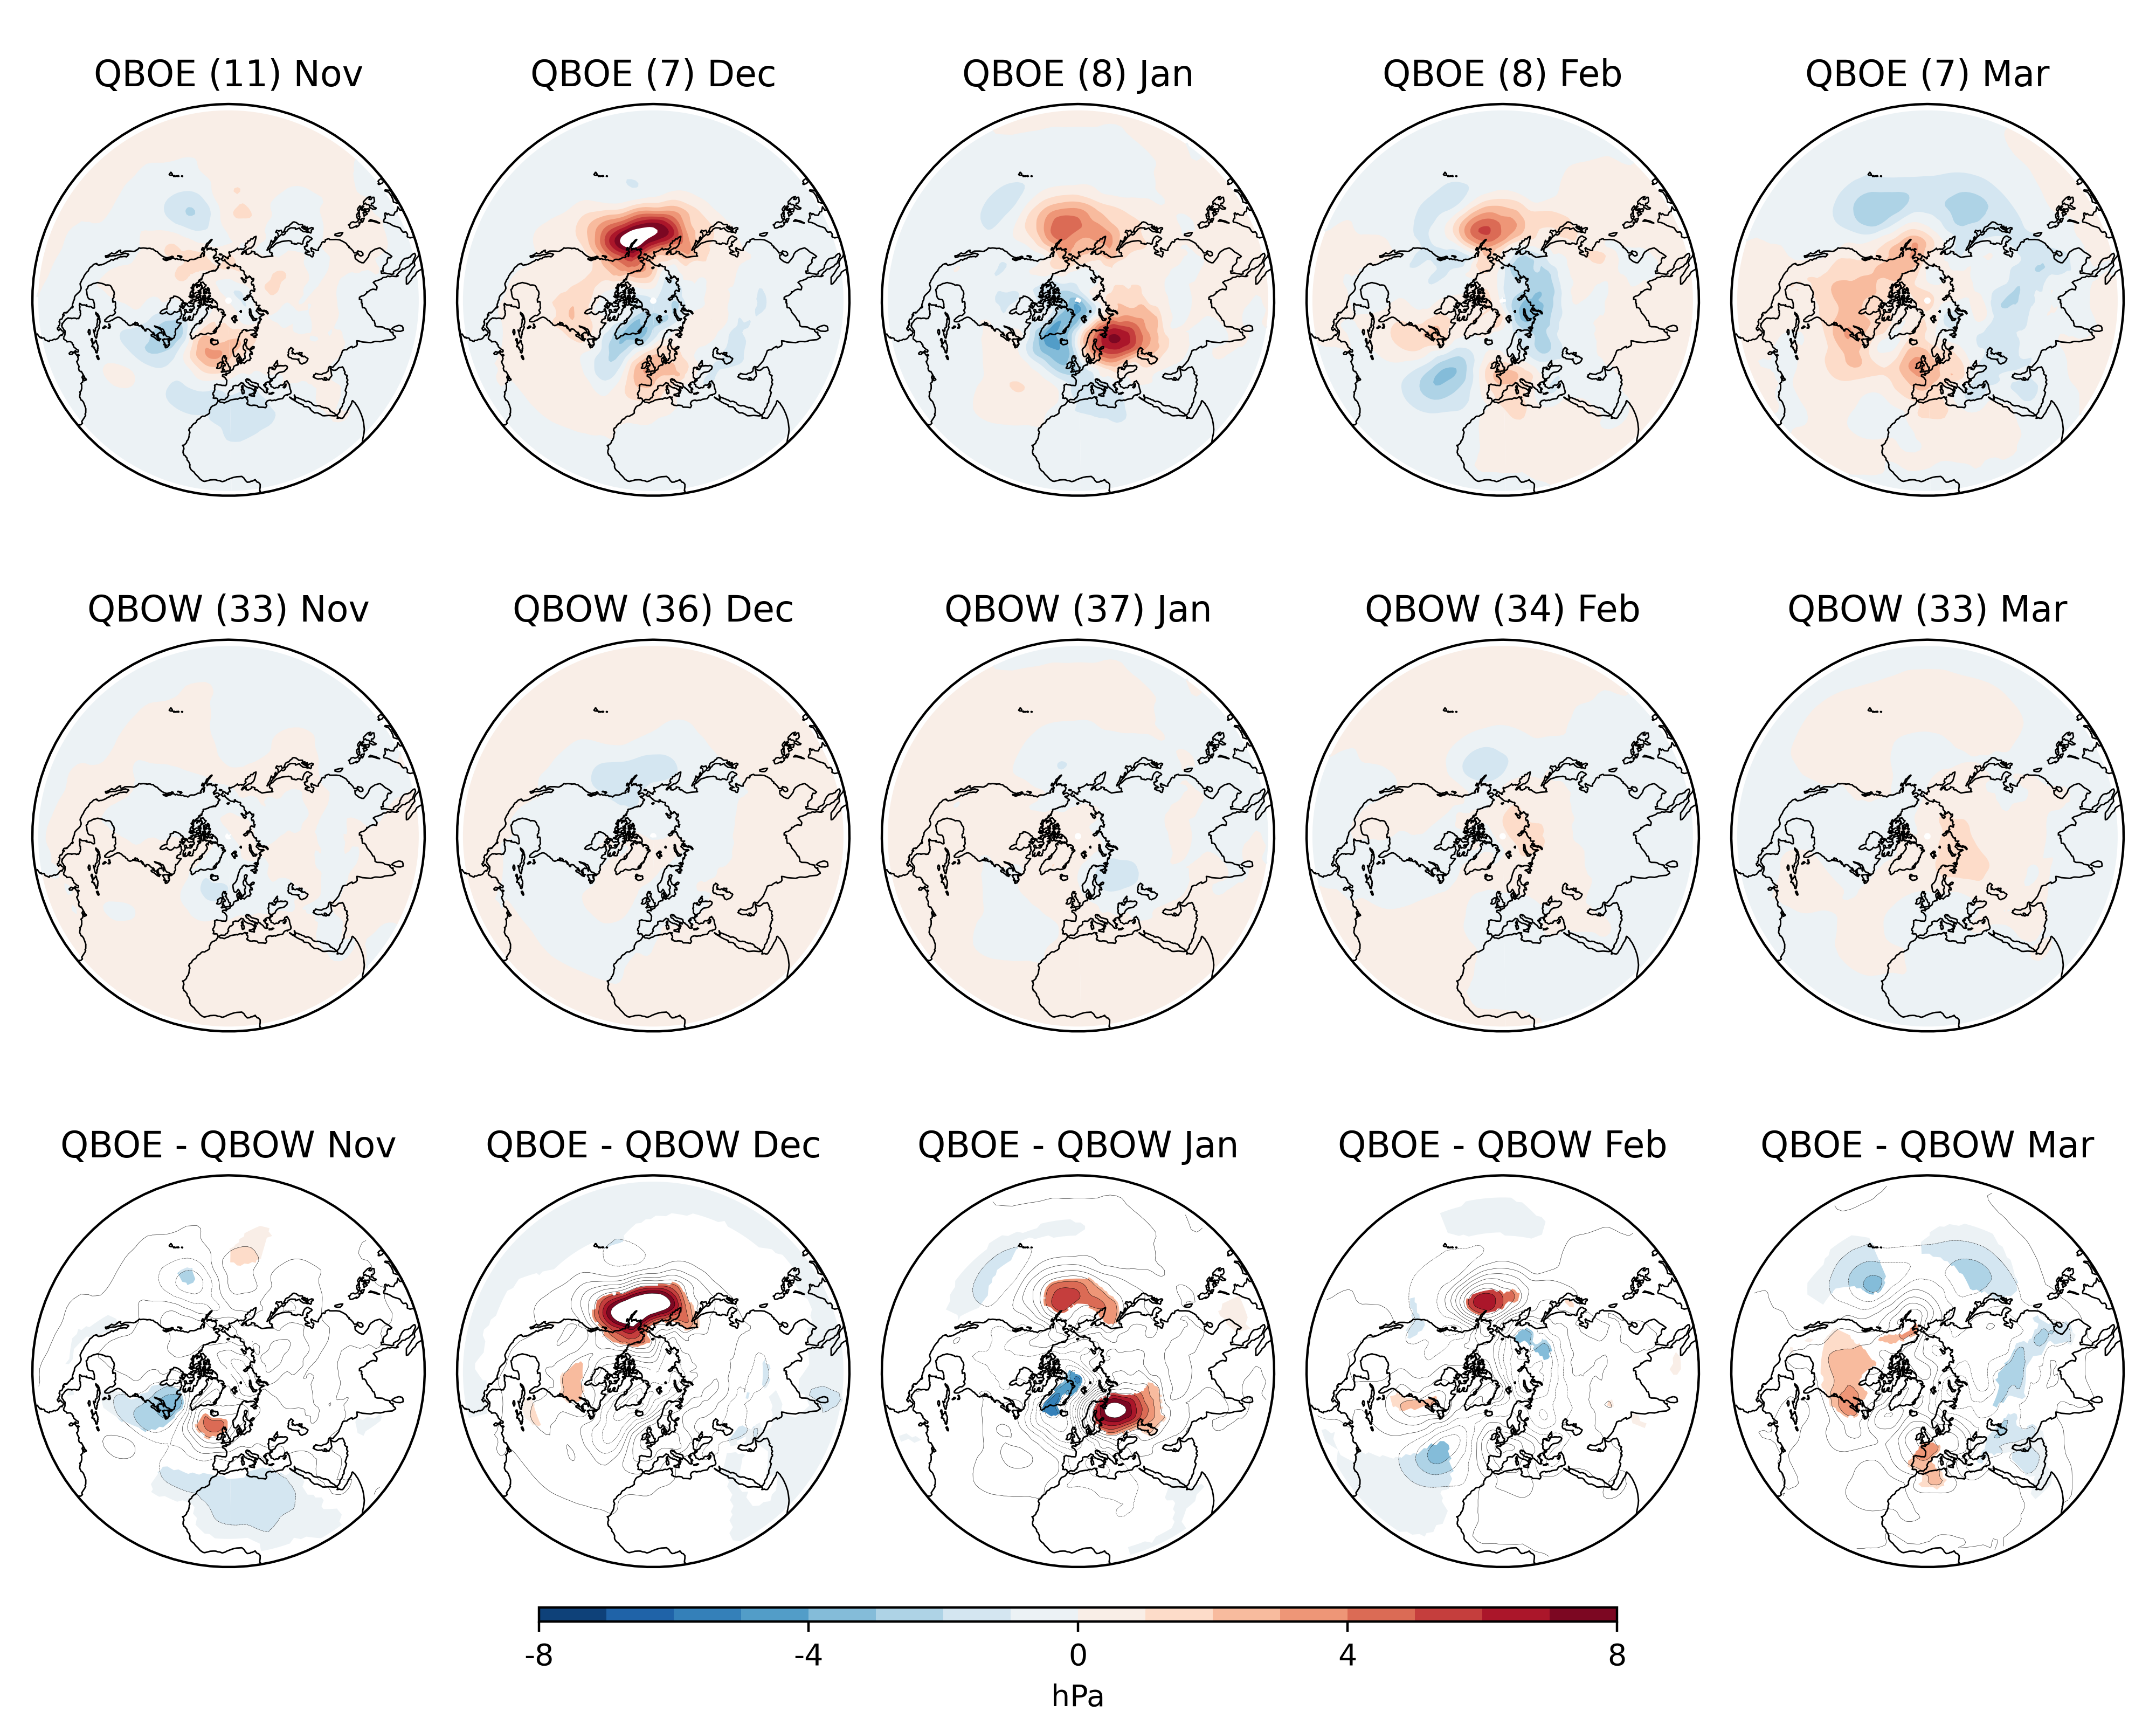 QBOE (11) Nov
QBOE (7) Dec
QBOE (8) Jan
QBOE (8) Feb
QBOE (7) Mar
QBOW (33) Nov
QBOW (36) Dec
QBOW (37) Jan
QBOW (34) Feb
QBOW (33) Mar
QBOE - QBOW Nov
QBOE - QBOW Dec
QBOE - QBOW Jan
QBOE - QBOW Feb
QBOE - QBOW Mar
-8 -4 0 4 8
hPa